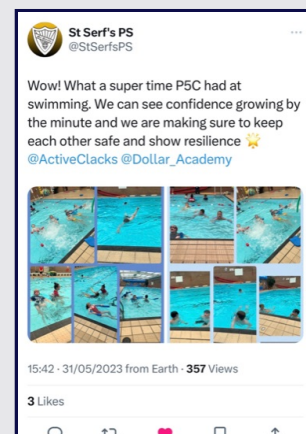 St Serf's PS
@StSerfsPS
Wow! What a super time P5C had at
swimming. We can see confidence growing by
the minute and we are making sure to keep
each other safe and show resilience 🌟
@ActiveClacks @Dollar_Academy
15:42 · 31/05/2023 from Earth · 357 Views
3 Likes